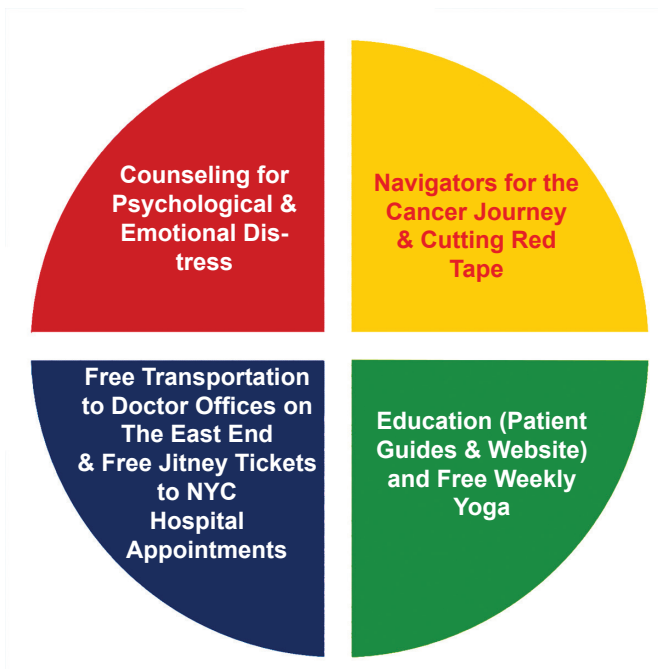 Counseling for
Psychological &
Emotional Dis-
tress
Navigators for the
Cancer Journey
& Cutting Red
Tape
Free Transportation
to Doctor Offices on
The East End
& Free Jitney Tickets
to NYC
Hospital
Appointments
Education (Patient
Guides & Website)
and Free Weekly
Yoga